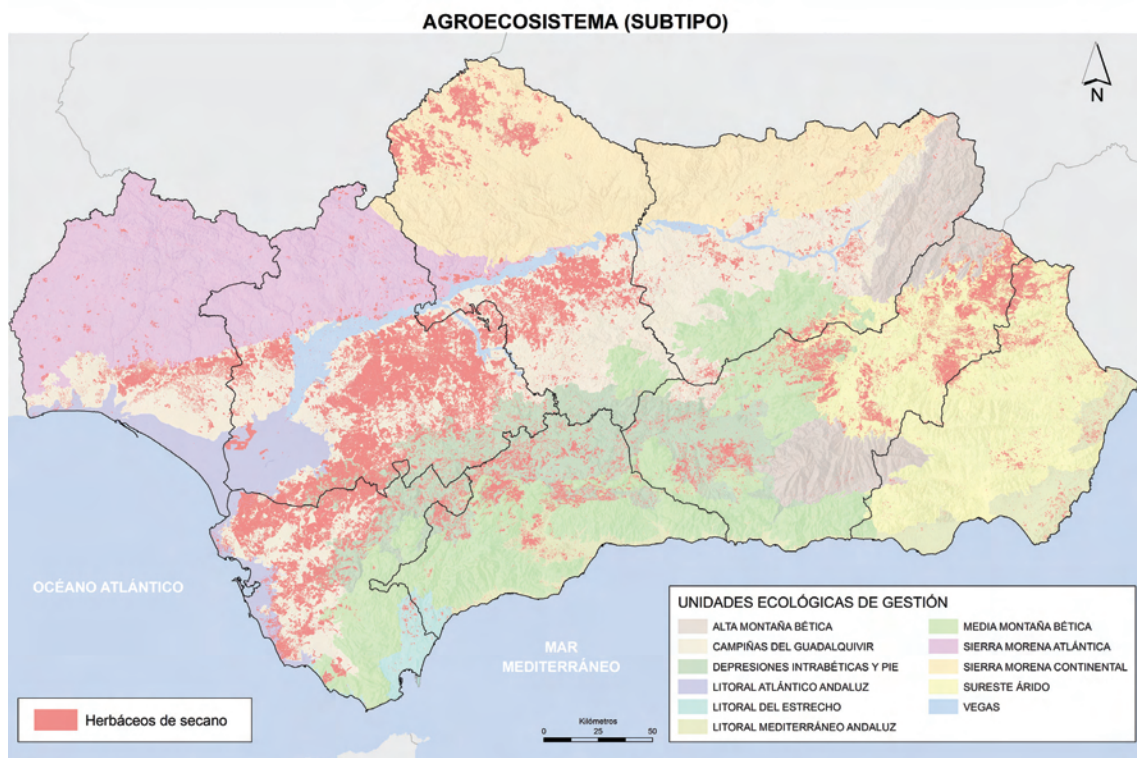 AGROECOSISTEMA (SUBTIPO)
N
OCÉANO ATLÁNTICO
MAR
MEDITERRÁNEO
Herbáceos de secano
Kilómetros
0 25 50
UNIDADES ECOLÓGICAS DE GESTIÓN
ALTA MONTAÑA BÉTICA
CAMPIÑAS DEL GUADALQUIVIR
DEPRESIONES INTRABÉTICAS Y PIE
LITORAL ATLÁNTICO ANDALUZ
LITORAL DEL ESTRECHO
LITORAL MEDITERRÁNEO ANDALUZ
MEDIA MONTAÑA BÉTICA
SIERRA MORENA ATLÁNTICA
SIERRA MORENA CONTINENTAL
SURESTE ÁRIDO
VEGAS